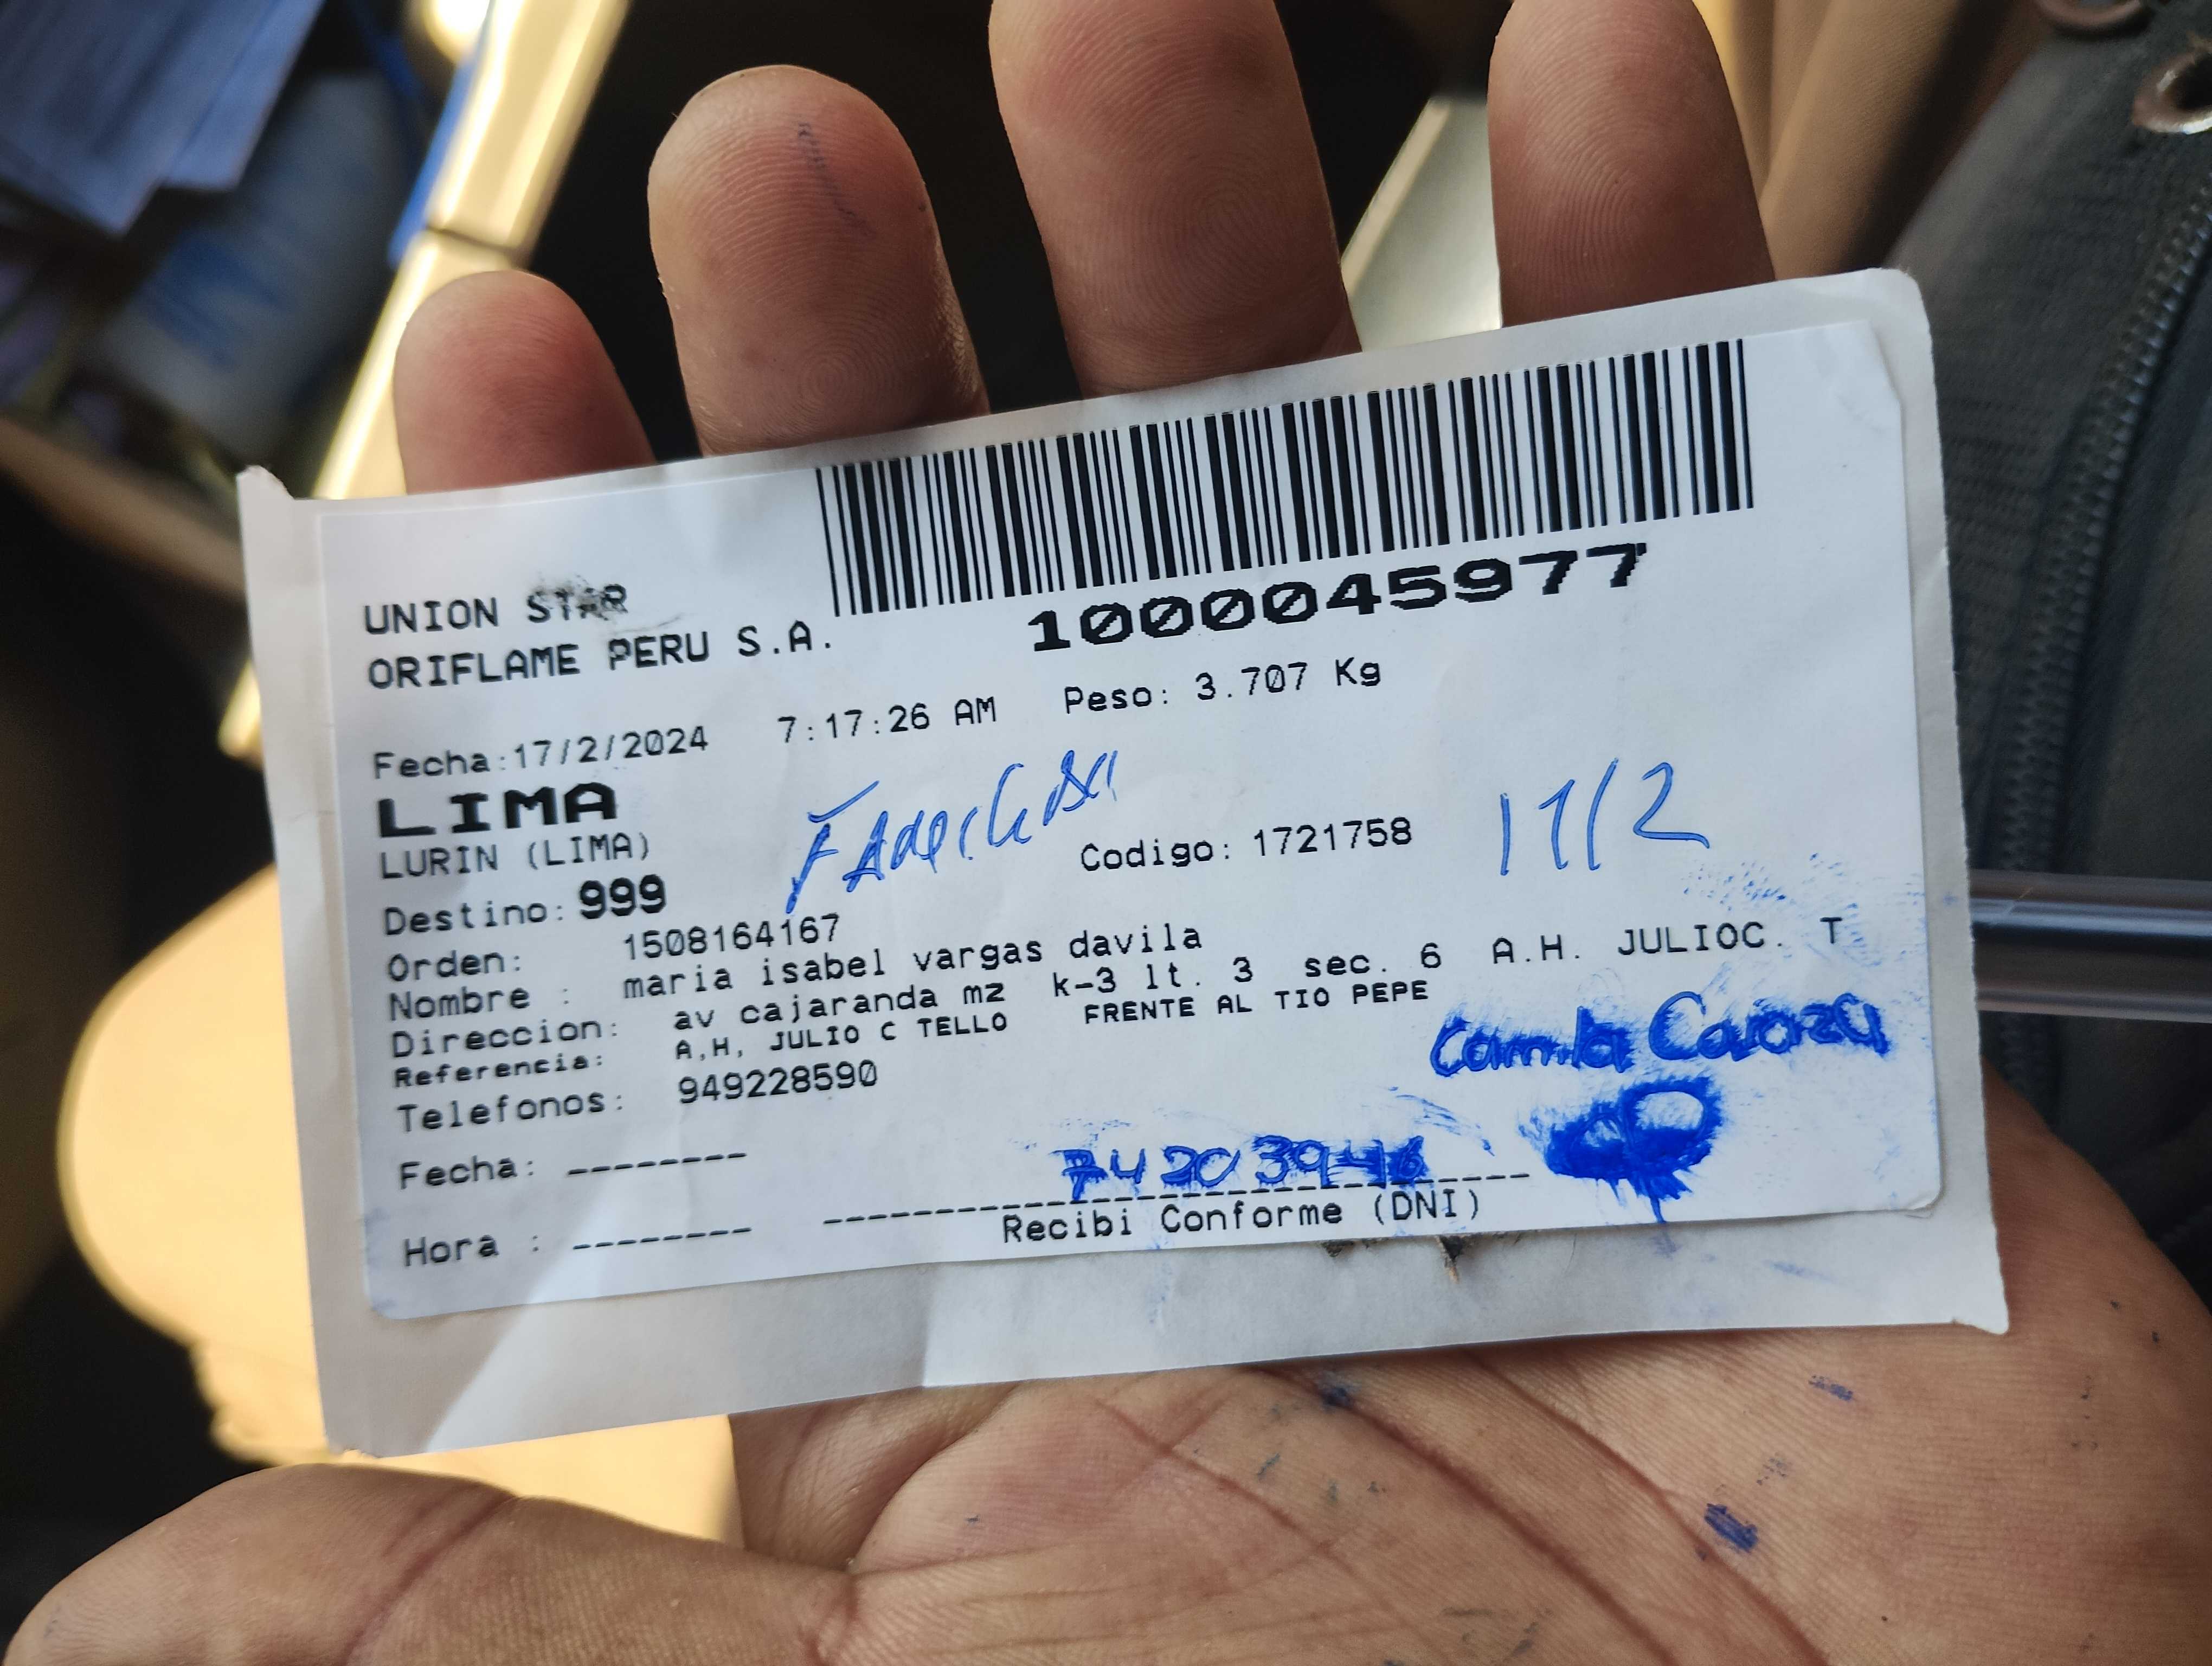 1000045977
UNION STAR
ORIFLAME PERU S.A.
Fecha:17/2/2024 7:17:26 AM Peso: 3.707 Kg
LIMA
LURIN (LIMA)
Codigo: 1721758 17/2
Destino: 999
Orden: 1508164167
Nombre : maria isabel vargas davila
Direccion: av cajaranda mz k-3 lt. 3 sec. 6 A.H. JULIOC. T
Referencia: A,H, JULIO C TELLO FRENTE AL TIO PEPE
Telefonos: 949228590
Camila
Fecha: --------
74203946
Hora : --------
Recibi Conforme (DNI)